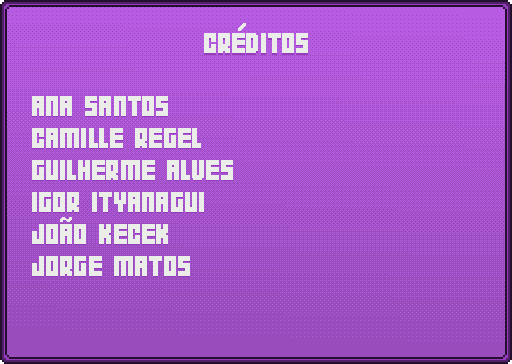 CRÉDITOS
ANA SANTOS
CAMILLE REGEL
GUILHERME ALVES
IGOR ITYANAGUI
JOÃO KECEK
JORGE MATOS